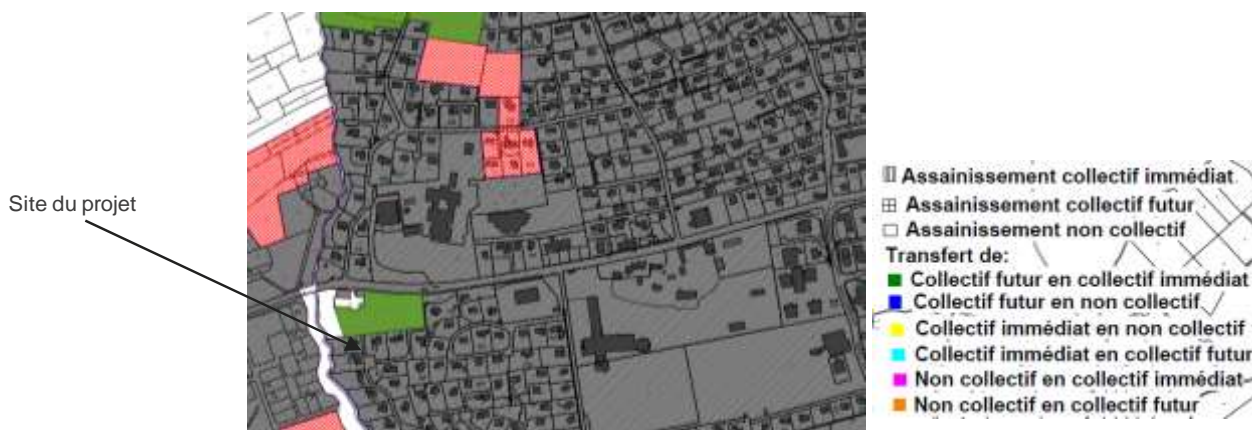 Site du projet
Assainissement collectif immédiat
Assainissement collectif futur
Assainissement non collectif
Transfert de:
Collectif futur en collectif immédiat
Collectif futur en non collectif
Collectif immédiat en non collectif
Collectif immédiat en collectif futur
Non collectif en collectif immédiat
Non collectif en collectif futur